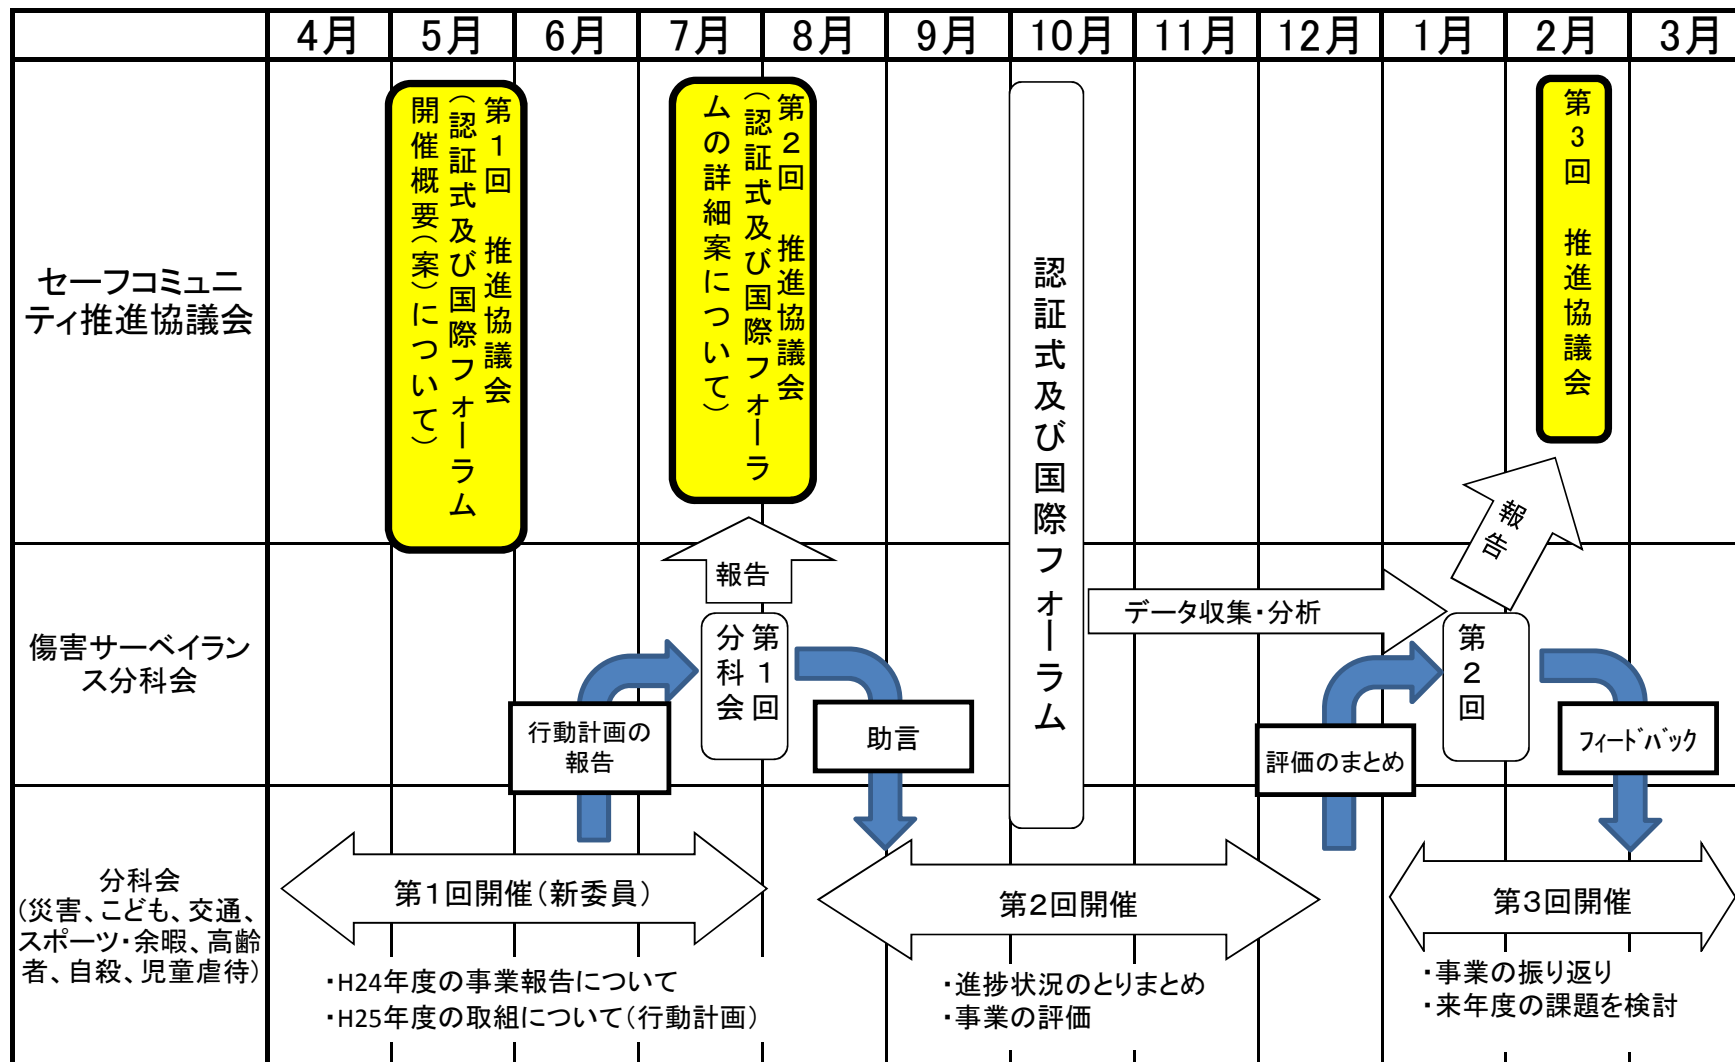 4月 5月 6月 7月 8月 9月 10月 11月 12月 1月 2月 3月
セーフコミュニ
ティ推進協議会
第1回　推進協議会
（認証式及び国際フォーラム
開催概要（案）について）
第2回　推進協議会
（認証式及び国際フォーラ
ムの詳細案について）
認証式及び国際フォーラム
第3回　推進協議会
報告
報告
傷害サーベイラン
ス分科会
行動計画の
報告
第1回
分科会
助言
データ収集・分析
評価のまとめ
第2回
フィードバック
分科会
(災害、こども、交通、
スポーツ・余暇、高齢
者、自殺、児童虐待)
第1回開催(新委員)
・H24年度の事業報告について
・H25年度の取組について(行動計画)
第2回開催
・進捗状況のとりまとめ
・事業の評価
第3回開催
・事業の振り返り
・来年度の課題を検討